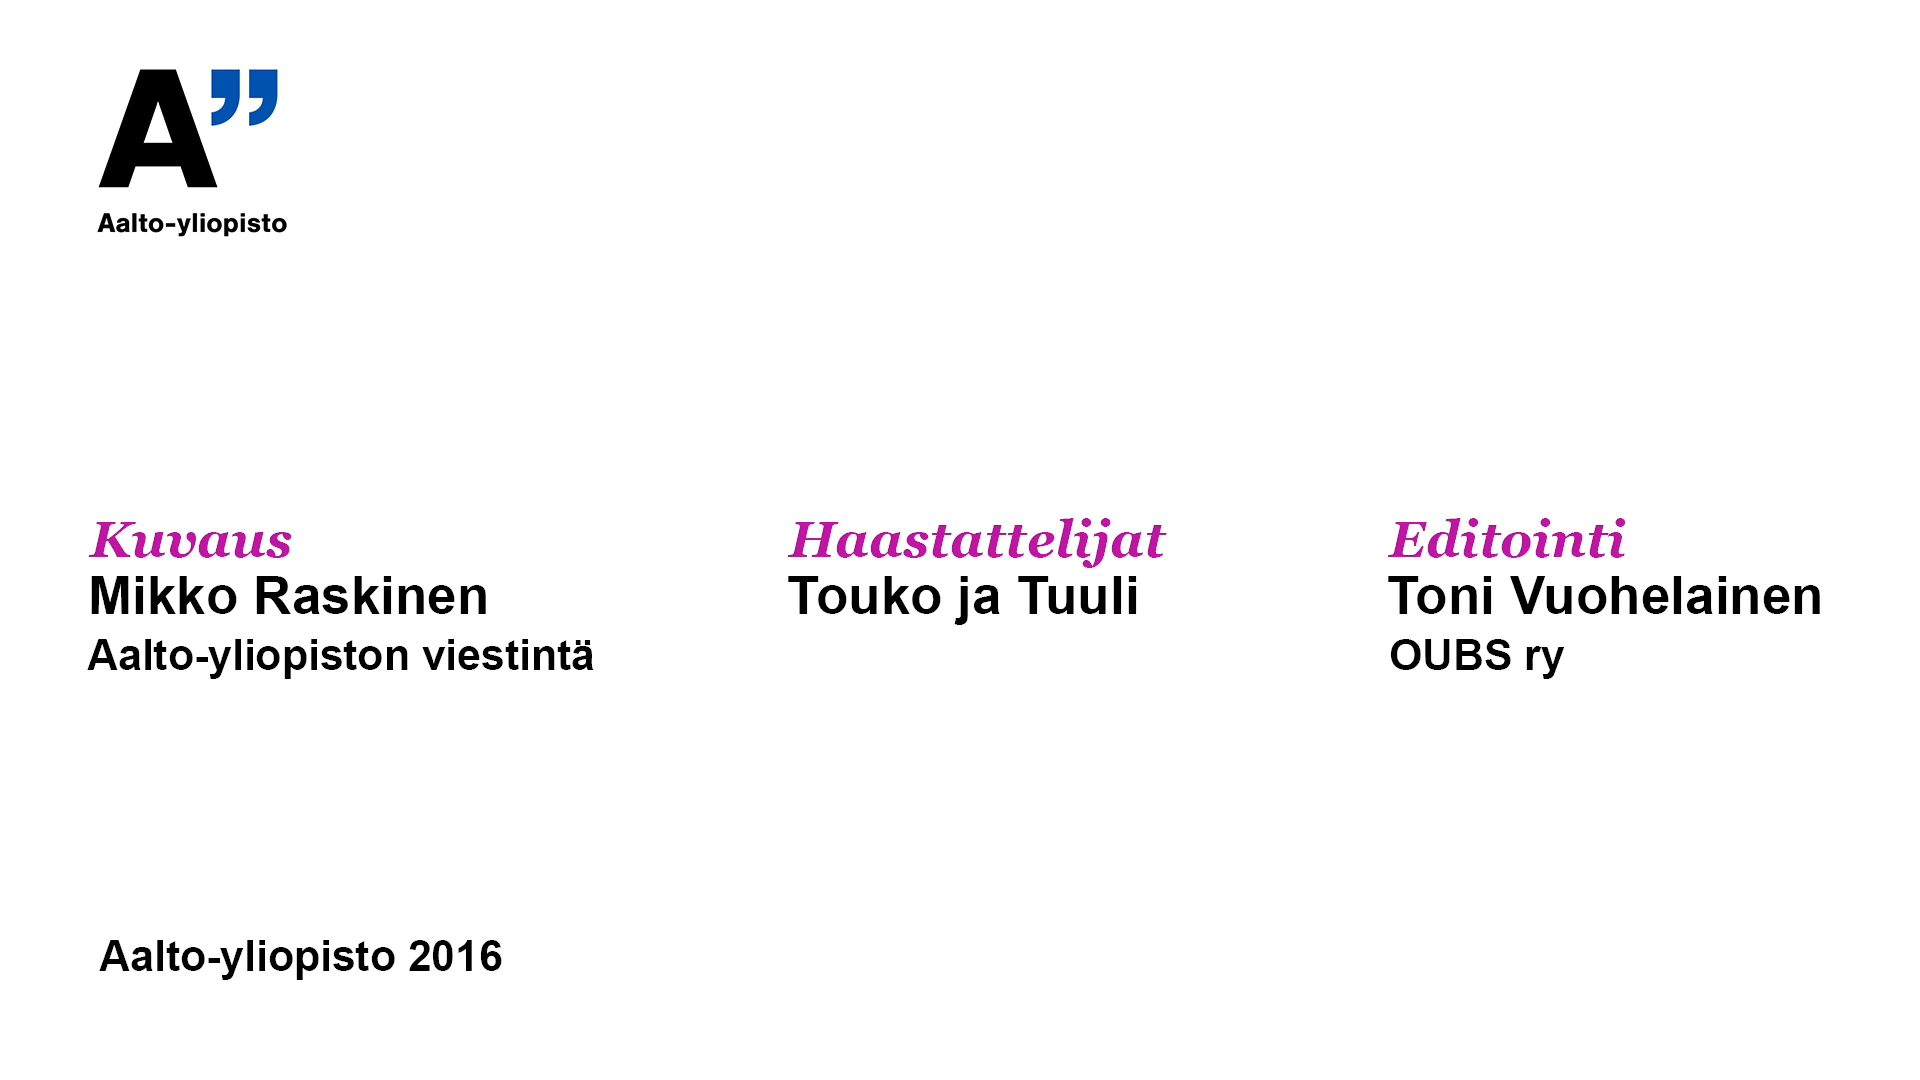 A”
Aalto-yliopisto
Kuvaus
Mikko Raskinen
Aalto-yliopiston viestintä
Haastattelijat
Touko ja Tuuli
Editointi
Toni Vuohelainen
OUBS ry
Aalto-yliopisto 2016